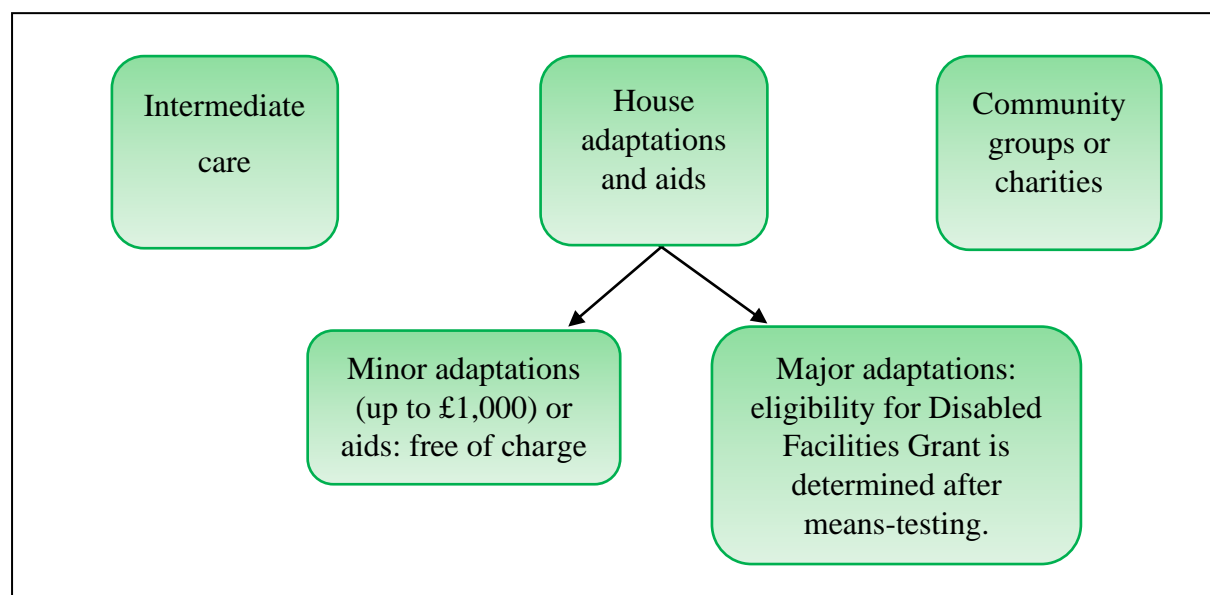 Intermediate
care
House
adaptations
and aids
Community
groups or
charities
Minor adaptations
(up to £1,000) or
aids: free of charge
Major adaptations:
eligibility for Disabled
Facilities Grant is
determined after
means-testing.